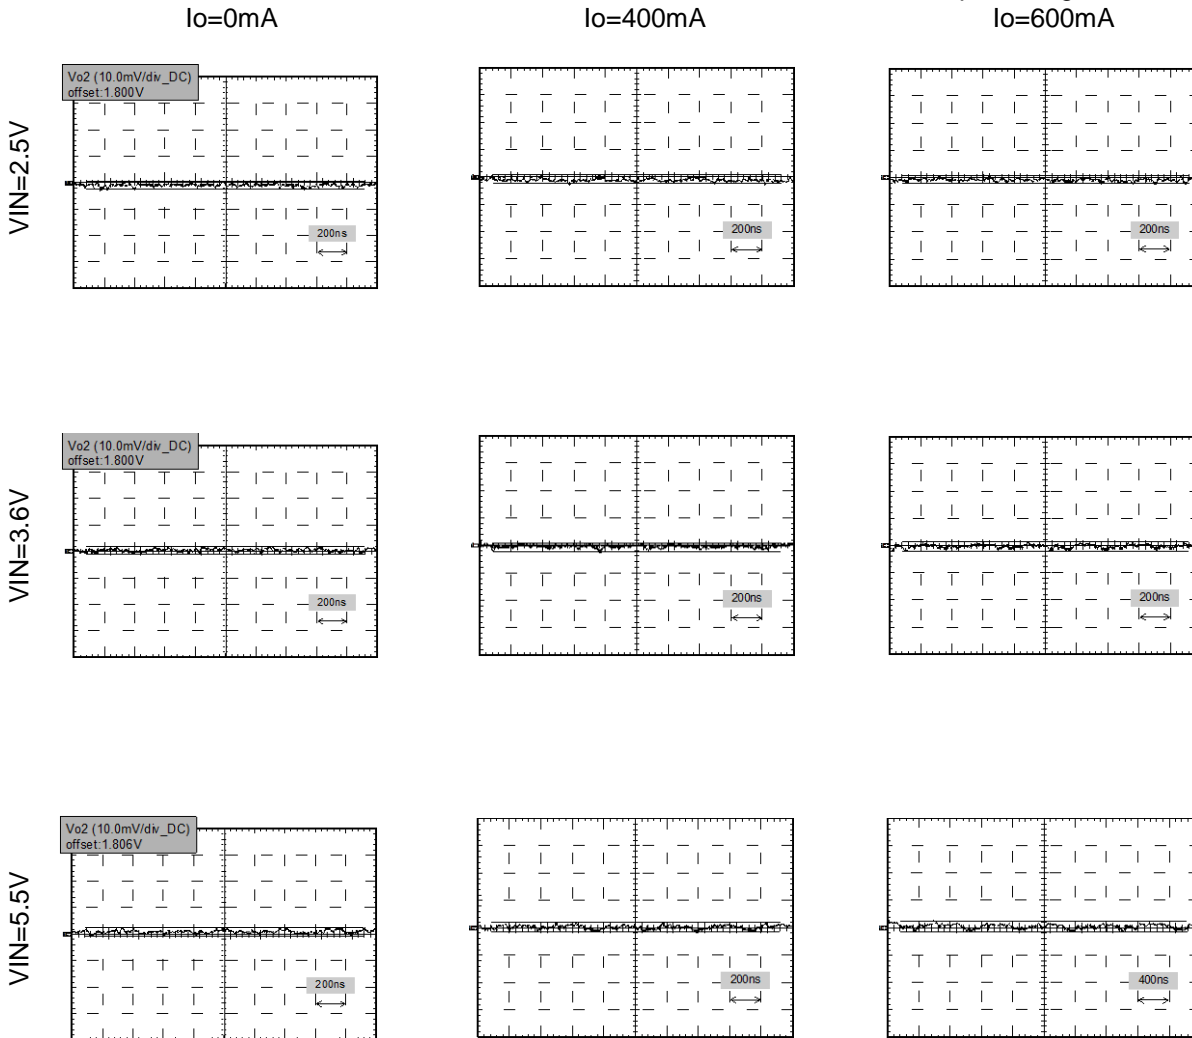 Io=0mA
Io=400mA
Io=600mA
VIN=2.5V
Vo2 (10.0mV/div_DC)
offset:1.800V
200ns
200ns
200ns
VIN=3.6V
Vo2 (10.0mV/div_DC)
offset:1.800V
200ns
200ns
200ns
VIN=5.5V
Vo2 (10.0mV/div_DC)
offset:1.806V
200ns
200ns
400ns